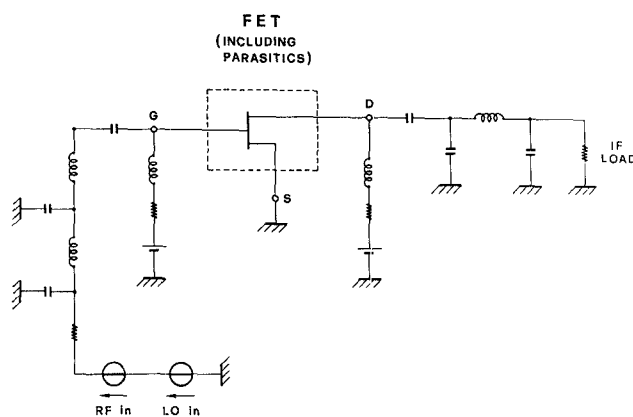 FET
(INCLUDING
PARASITICS)
G
D
S
IF
LOAD
RF in
LO in